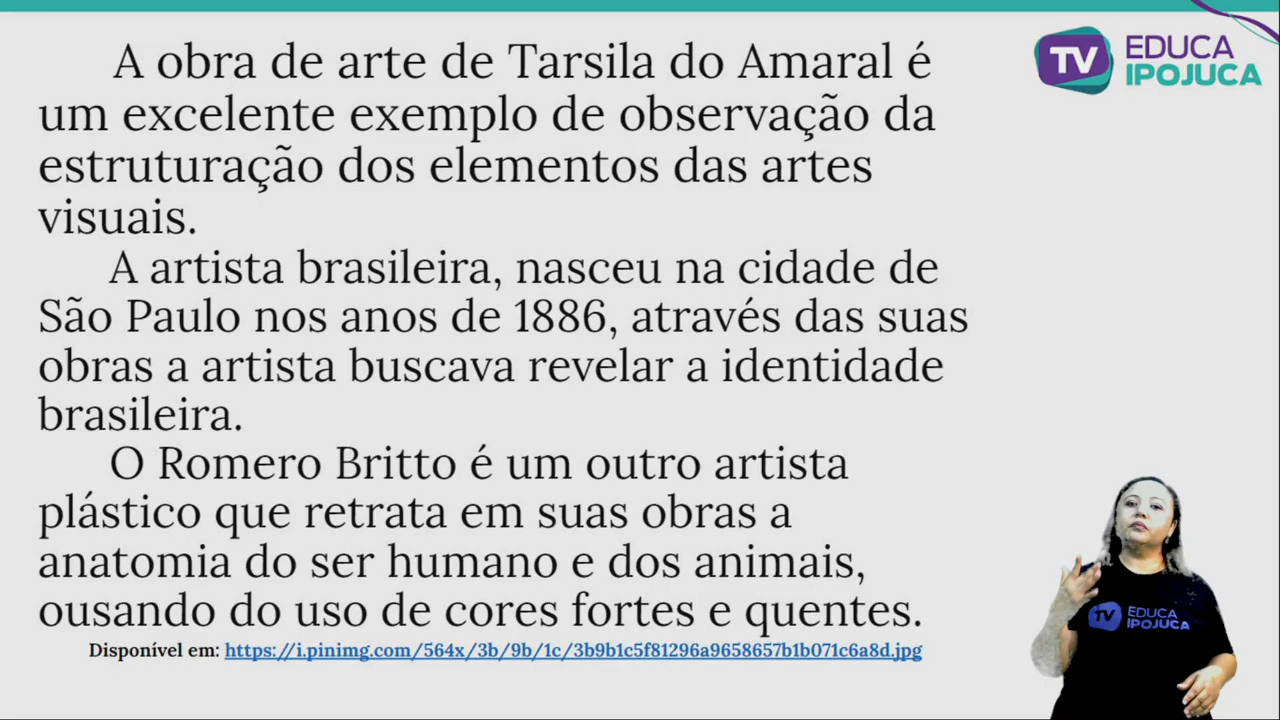 A obra de arte de Tarsila do Amaral é
um excelente exemplo de observação da
estruturação dos elementos das artes
visuais.
A artista brasileira, nasceu na cidade de
São Paulo nos anos de 1886, através das suas
obras a artista buscava revelar a identidade
brasileira.
O Romero Britto é um outro artista
plástico que retrata em suas obras a
anatomia do ser humano e dos animais,
ousando do uso de cores fortes e quentes.
Disponível em: https://i.pinimg.com/564x/3b/9b/1c/3b9b1c5f81296a9658657b1b071c6a8d.jpg
TV EDUCA
IPOJUCA
TV EDUCA
IPOJUCA